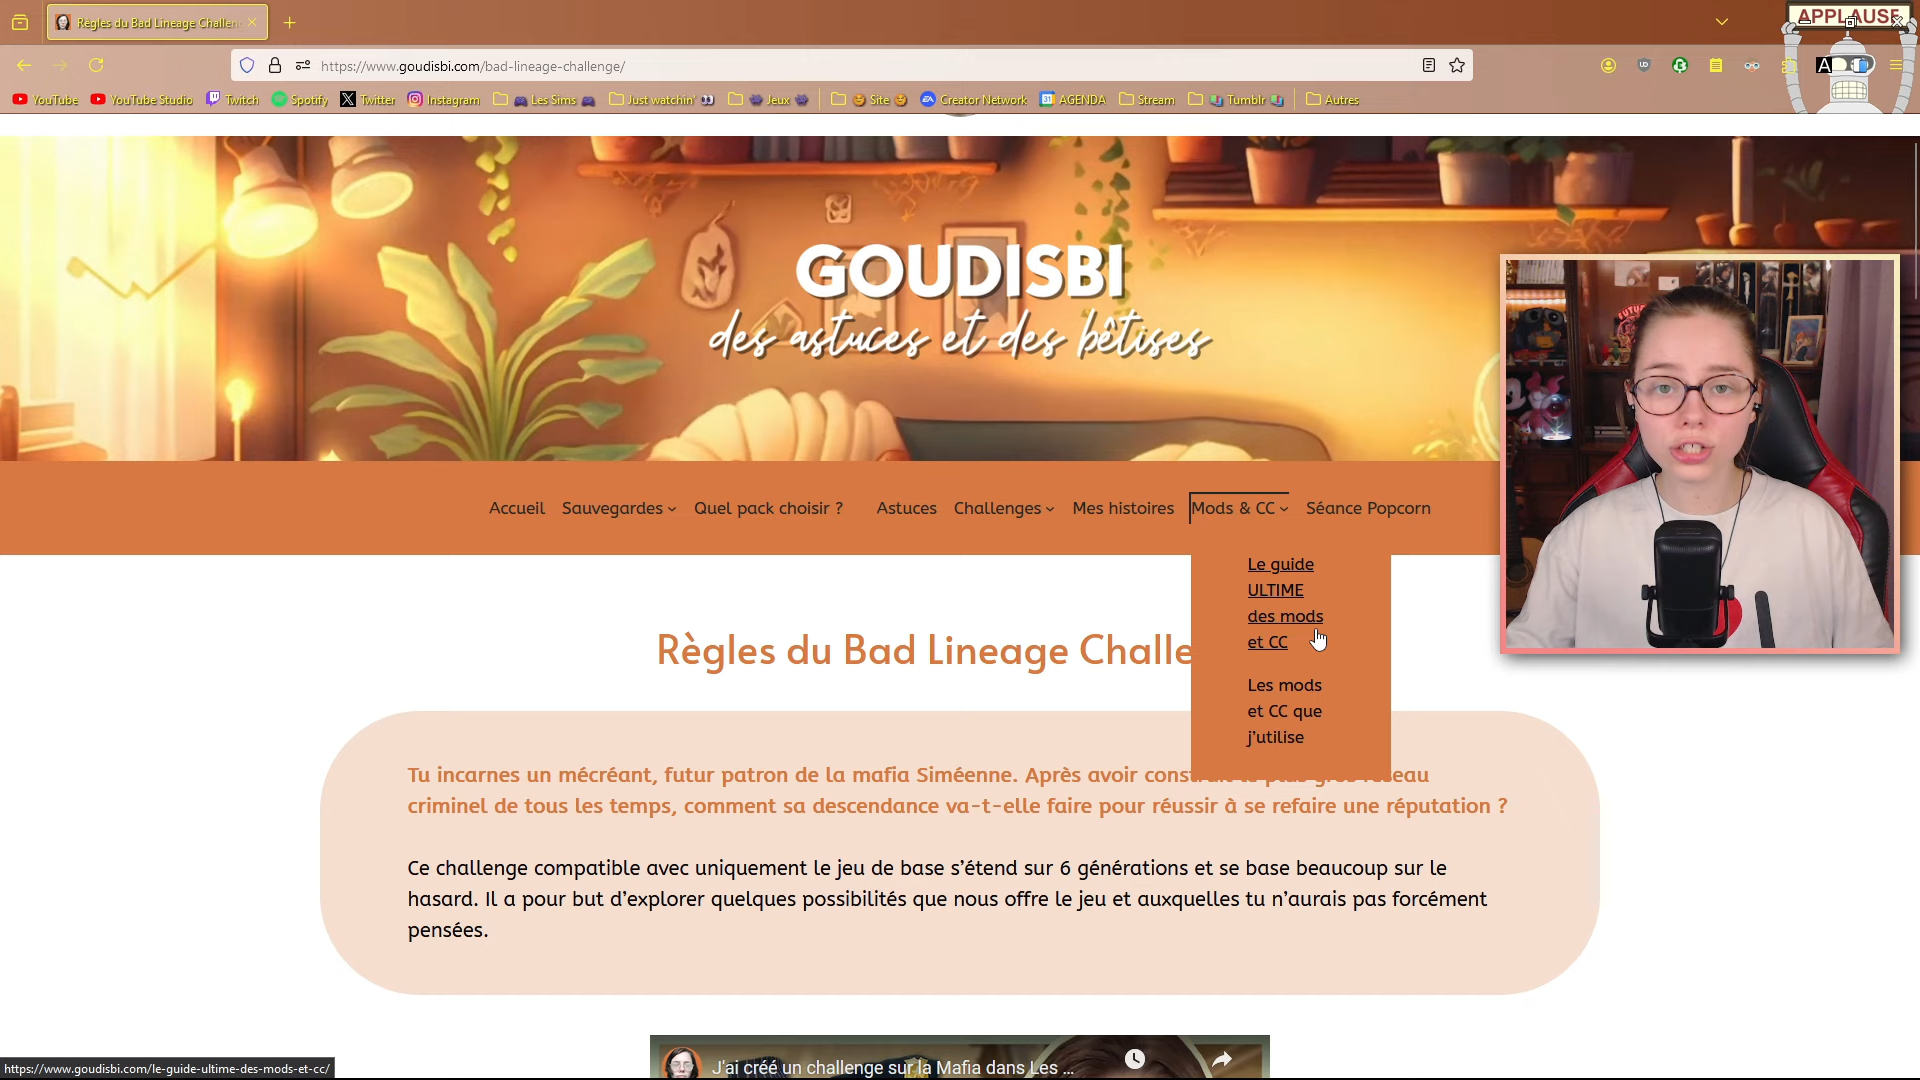 Règles du Bad Lineage Challen
APPLAUSE
https://www.goudisbi.com/bad-lineage-challenge/
YouTube YouTube Studio Twitch Spotify Twitter Instagram Les Sims Just watchin' Jeux Site Creator Network AGENDA Stream Tumblr Autres
GOUDISBI
des astuces et des bêtises
Accueil Sauvegardes Quel pack choisir ? Astuces Challenges Mes histoires Mods & CC Séance Popcorn
Le guide
ULTIME
des mods
et CC
Les mods
et CC que
j'utilise
Règles du Bad Lineage Challe
Tu incarnes un mécréant, futur patron de la mafia Siméenne. Après avoir construit le plus gros réseau
criminel de tous les temps, comment sa descendance va-t-elle faire pour réussir à se refaire une réputation ?
Ce challenge compatible avec uniquement le jeu de base s'étend sur 6 générations et se base beaucoup sur le
hasard. Il a pour but d'explorer quelques possibilités que nous offre le jeu et auxquelles tu n'aurais pas forcément
pensées.
J'ai créé un challenge sur la Mafia dans Les ...
https://www.goudisbi.com/le-guide-ultime-des-mods-et-cc/